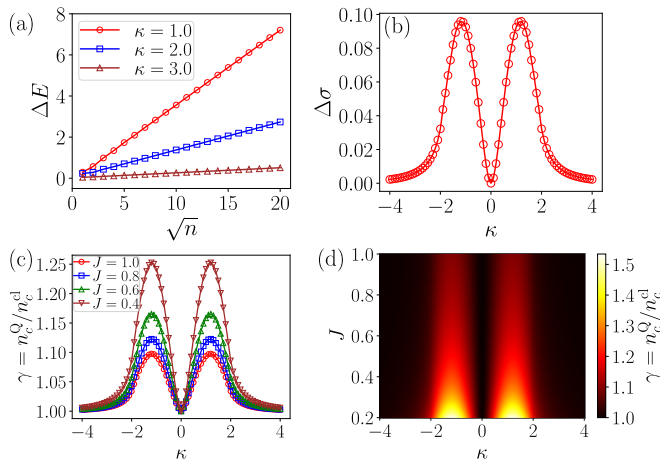 (a)
κ = 1.0
κ = 2.0
κ = 3.0
ΔE
8
6
4
2
0
0 5 10 15 20
√n
(b)
Δσ
0.10
0.08
0.06
0.04
0.02
0.00
−4 −2 0 2 4
κ
(c)
J = 1.0
J = 0.8
J = 0.6
J = 0.4
γ = n_c^Q/n_c^cl
1.25
1.20
1.15
1.10
1.05
1.00
−4 −2 0 2 4
κ
(d)
J
1.0
0.8
0.6
0.4
0.2
−4 −2 0 2 4
κ
1.5
1.4
1.3
1.2
1.1
1.0
γ = n_c^Q/n_c^cl